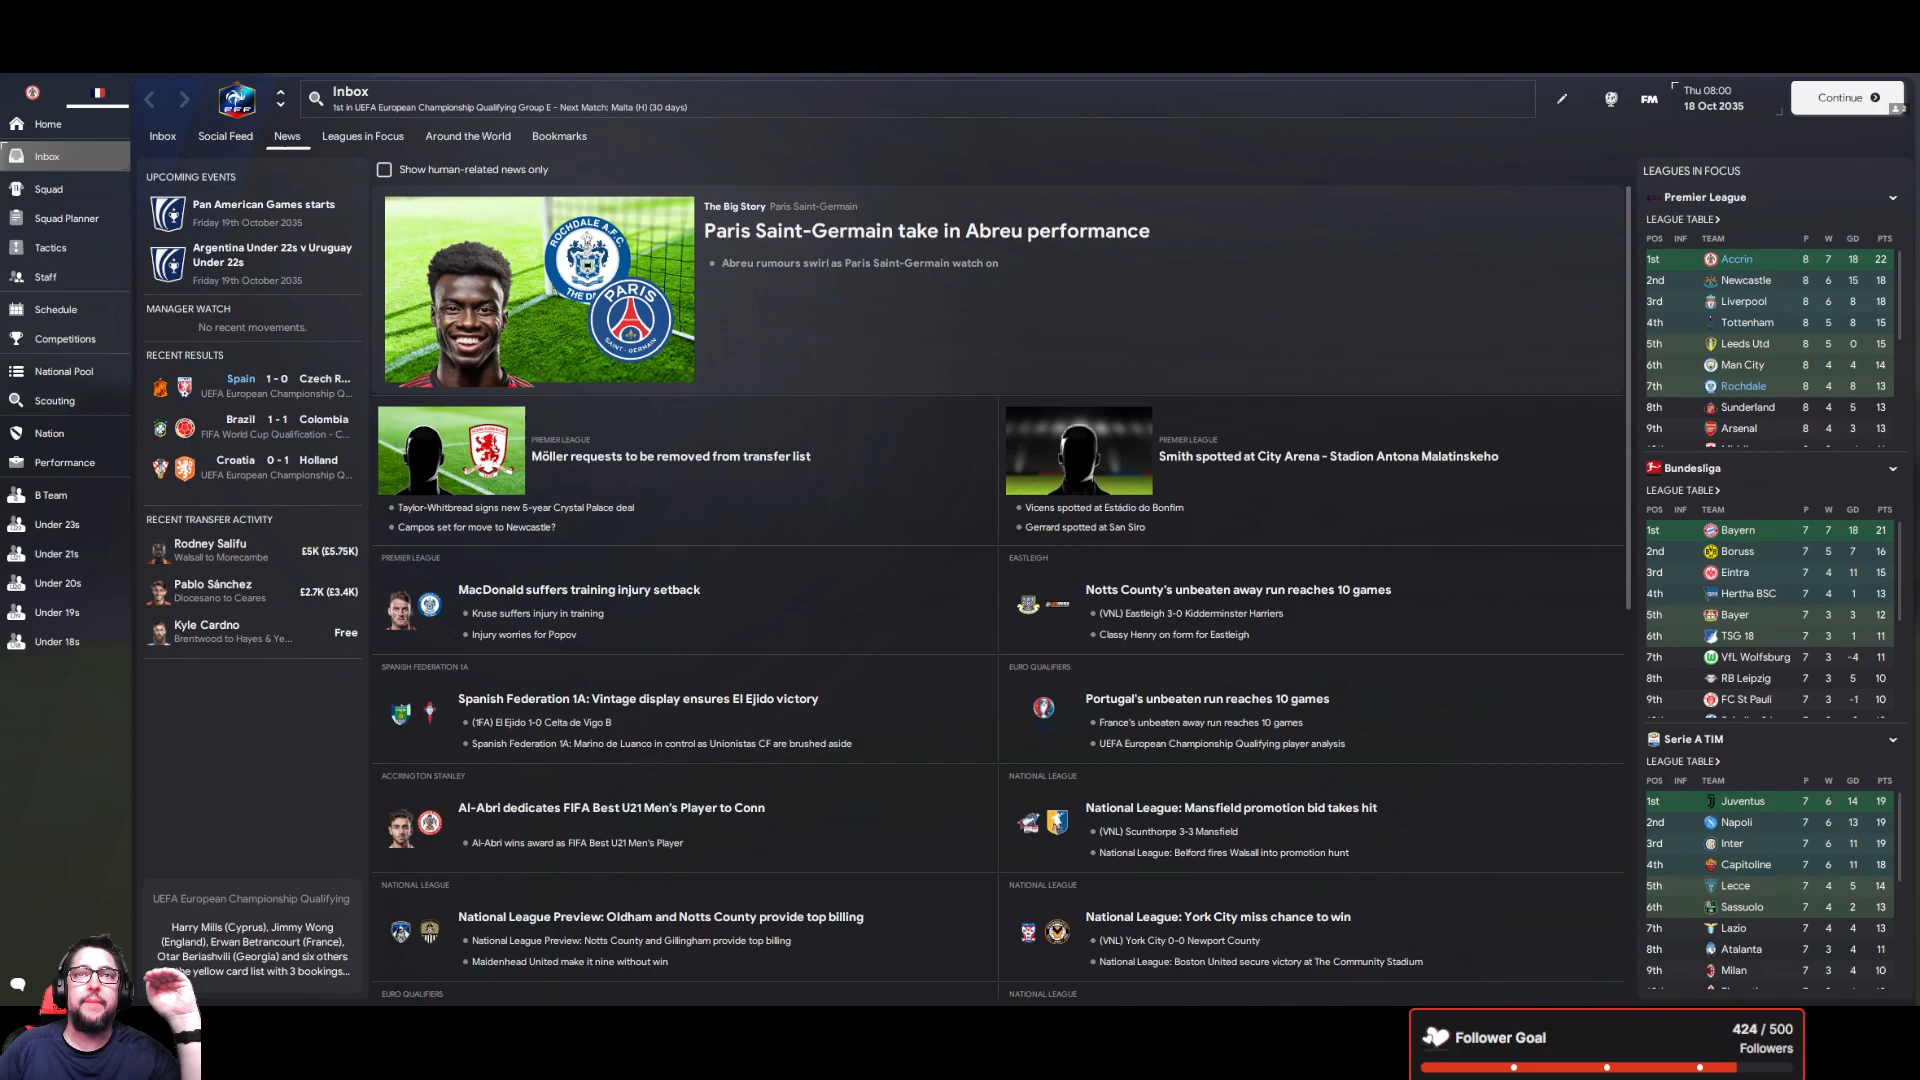 Inbox
1st in UEFA European Championship Qualifying Group E - Next Match: Malta (H) (30 days)
FM
Thu 08:00
18 Oct 2035
Continue
2
Inbox
Social Feed
News
Leagues in Focus
Around the World
Bookmarks
Home
Inbox
Squad
Squad Planner
Tactics
Staff
Schedule
Competitions
National Pool
Scouting
Nation
Performance
B Team
Under 23s
Under 21s
Under 20s
Under 19s
Under 18s
UPCOMING EVENTS
Pan American Games starts
Friday 19th October 2035
Argentina Under 22s v Uruguay
Under 22s
Friday 19th October 2035
MANAGER WATCH
No recent movements.
RECENT RESULTS
Spain 1 - 0 Czech R...
UEFA European Championship Q...
Brazil 1 - 1 Colombia
FIFA World Cup Qualification - C...
Croatia 0 - 1 Holland
UEFA European Championship Q...
RECENT TRANSFER ACTIVITY
Rodney Salifu
Walsall to Morecambe
£5K (£5.75K)
Pablo Sánchez
Diocesano to Ceares
£2.7K (£3.4K)
Kyle Cardno
Brentwood to Hayes & Ye...
Free
UEFA European Championship Qualifying
Harry Mills (Cyprus), Jimmy Wong
(England), Erwan Betrancourt (France),
Otar Beriashvili (Georgia) and six others
the yellow card list with 3 bookings...
Show human-related news only
ROCHDALE A.F.C.
PARIS
SAINT-GERMAIN
The Big Story Paris Saint-Germain
Paris Saint-Germain take in Abreu performance
Abreu rumours swirl as Paris Saint-Germain watch on
PREMIER LEAGUE
Möller requests to be removed from transfer list
Taylor-Whitbread signs new 5-year Crystal Palace deal
Campos set for move to Newcastle?
PREMIER LEAGUE
Smith spotted at City Arena - Stadion Antona Malatinskeho
Vicens spotted at Estádio do Bonfim
Gerrard spotted at San Siro
PREMIER LEAGUE
MacDonald suffers training injury setback
Kruse suffers injury in training
Injury worries for Popov
EASTLEIGH
Notts County's unbeaten away run reaches 10 games
(VNL) Eastleigh 3-0 Kidderminster Harriers
Classy Henry on form for Eastleigh
SPANISH FEDERATION 1A
Spanish Federation 1A: Vintage display ensures El Ejido victory
(1FA) El Ejido 1-0 Celta de Vigo B
Spanish Federation 1A: Marino de Luanco in control as Unionistas CF are brushed aside
EURO QUALIFIERS
Portugal's unbeaten run reaches 10 games
France's unbeaten away run reaches 10 games
UEFA European Championship Qualifying player analysis
ACCRINGTON STANLEY
Al-Abri dedicates FIFA Best U21 Men's Player to Conn
Al-Abri wins award as FIFA Best U21 Men's Player
NATIONAL LEAGUE
National League: Mansfield promotion bid takes hit
(VNL) Scunthorpe 3-3 Mansfield
National League: Belford fires Walsall into promotion hunt
NATIONAL LEAGUE
National League Preview: Oldham and Notts County provide top billing
National League Preview: Notts County and Gillingham provide top billing
Maidenhead United make it nine without win
NATIONAL LEAGUE
National League: York City miss chance to win
(VNL) York City 0-0 Newport County
National League: Boston United secure victory at The Community Stadium
EURO QUALIFIERS
NATIONAL LEAGUE
LEAGUES IN FOCUS
Premier League
LEAGUE TABLE
POS INF TEAM P W GD PTS
1st Accrin 8 7 18 22
2nd Newcastle 8 6 15 18
3rd Liverpool 8 6 8 18
4th Tottenham 8 5 8 15
5th Leeds Utd 8 5 0 15
6th Man City 8 4 4 14
7th Rochdale 8 4 8 13
8th Sunderland 8 4 5 13
9th Arsenal 8 4 3 13
Bundesliga
LEAGUE TABLE
POS INF TEAM P W GD PTS
1st Bayern 7 7 18 21
2nd Boruss 7 5 7 16
3rd Eintra 7 4 11 15
4th Hertha BSC 7 4 1 13
5th Bayer 7 3 3 12
6th TSG 18 7 3 1 11
7th VfL Wolfsburg 7 3 -4 11
8th RB Leipzig 7 3 5 10
9th FC St Pauli 7 3 -1 10
Serie A TIM
LEAGUE TABLE
POS INF TEAM P W GD PTS
1st Juventus 7 6 14 19
2nd Napoli 7 6 13 19
3rd Inter 7 6 11 19
4th Capitoline 7 6 11 18
5th Lecce 7 4 5 14
6th Sassuolo 7 4 2 13
7th Lazio 7 4 4 13
8th Atalanta 7 3 4 11
9th Milan 7 3 4 10
Follower Goal
424 / 500
Followers